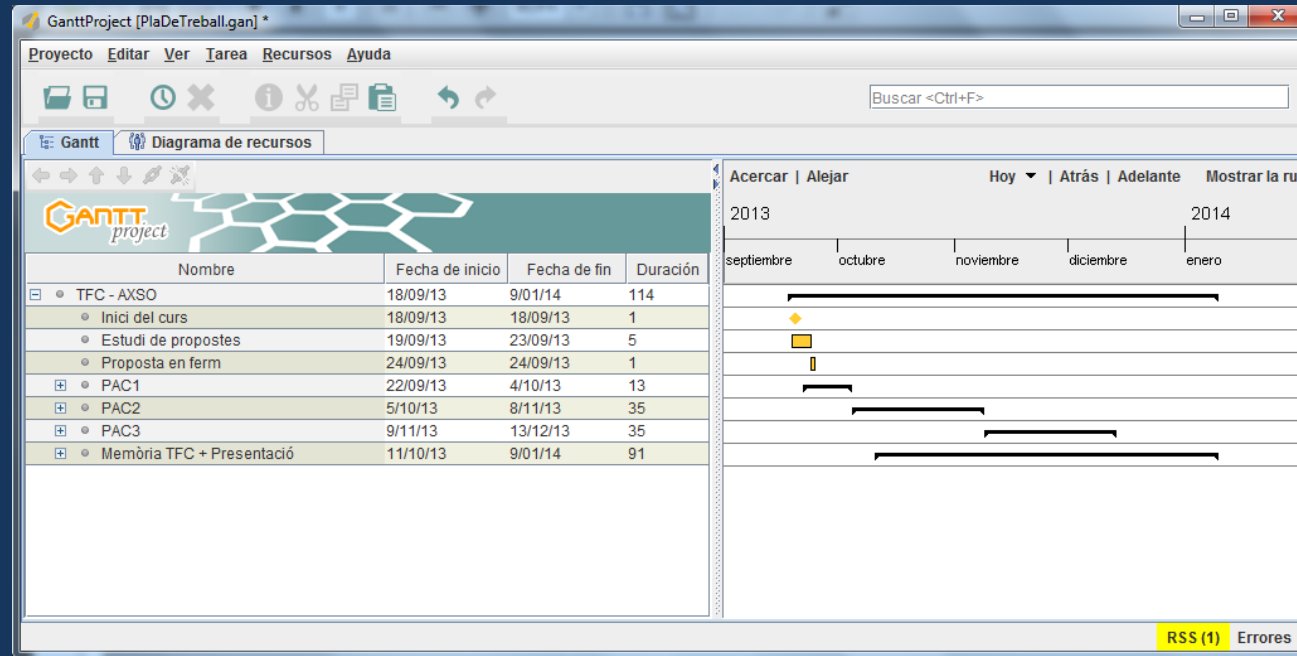 GanttProject [PlaDeTreball.gan] *
Proyecto Editar Ver Tarea Recursos Ayuda
Buscar <Ctrl+F>
Gantt Diagrama de recursos
Acercar | Alejar Hoy | Atrás | Adelante Mostrar la ru
GANTT project
2013 2014
septiembre octubre noviembre diciembre enero
Nombre Fecha de inicio Fecha de fin Duración
TFC - AXSO 18/09/13 9/01/14 114
Inici del curs 18/09/13 18/09/13 1
Estudi de propostes 19/09/13 23/09/13 5
Proposta en ferm 24/09/13 24/09/13 1
PAC1 22/09/13 4/10/13 13
PAC2 5/10/13 8/11/13 35
PAC3 9/11/13 13/12/13 35
Memòria TFC + Presentació 11/10/13 9/01/14 91
RSS (1) Errores